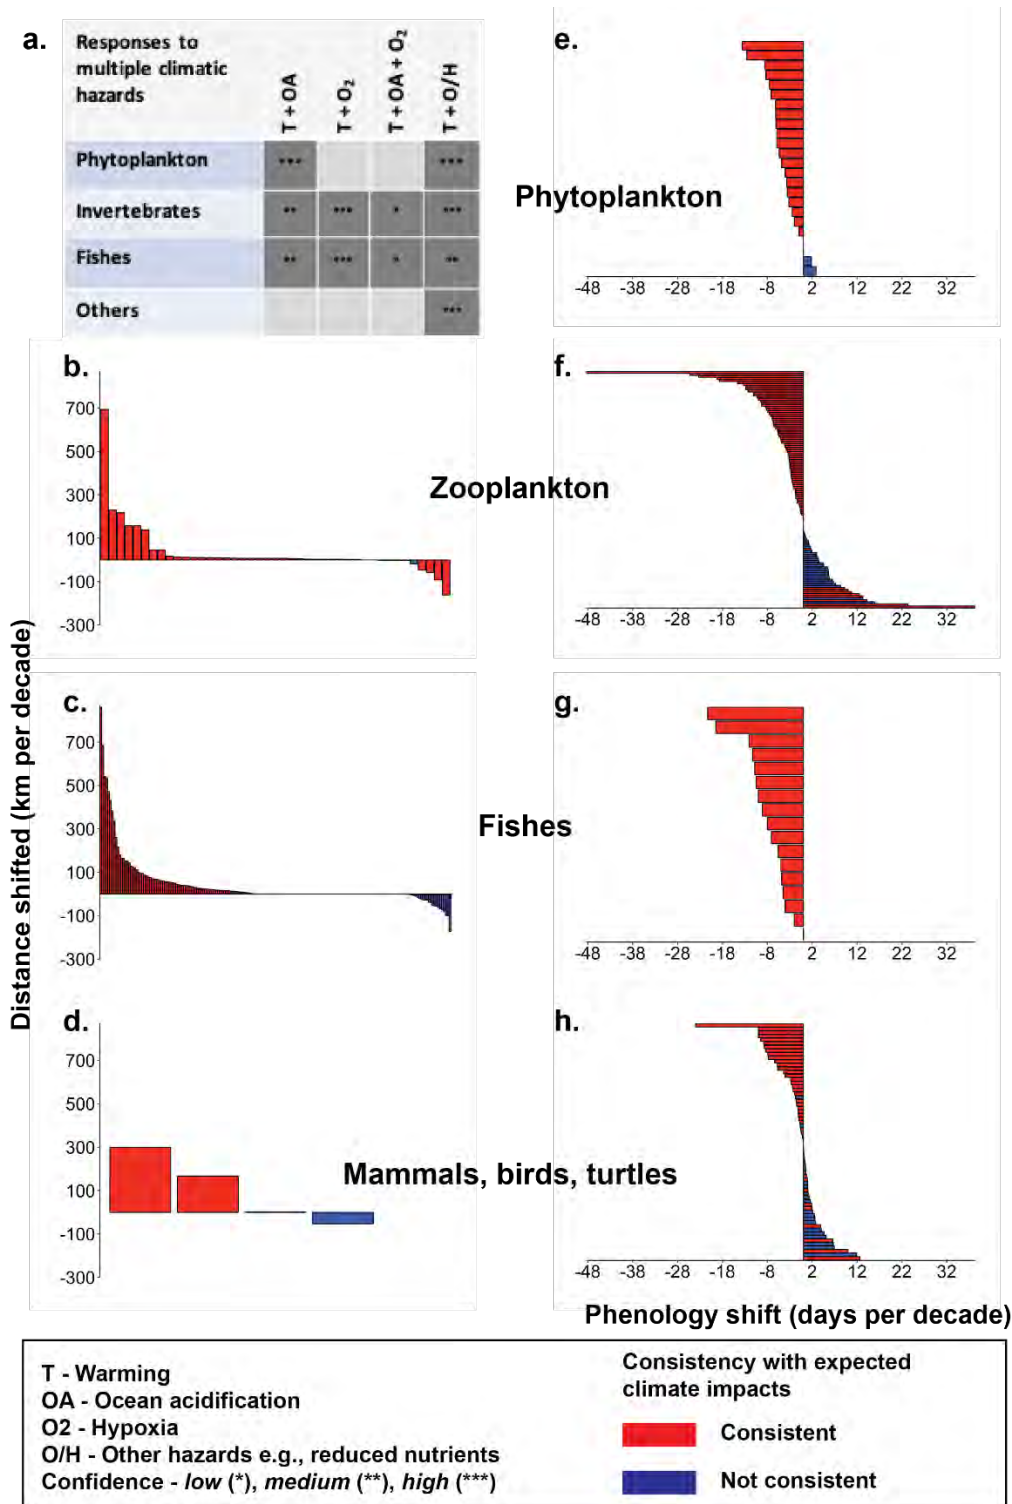 a.
Responses to
multiple climatic
hazards
T + OA
T + O2
T + OA + O2
T + O/H
Phytoplankton
***
***
Invertebrates
**
***
*
***
Fishes
**
***
*
**
Others
***
e.
Phytoplankton
-48 -38 -28 -18 -8 2 12 22 32
b.
700
500
300
100
-100
-300
Zooplankton
f.
-48 -38 -28 -18 -8 2 12 22 32
Distance shifted (km per decade)
c.
700
500
300
100
-100
-300
Fishes
g.
-48 -38 -28 -18 -8 2 12 22 32
d.
700
500
300
100
-100
-300
Mammals, birds, turtles
h.
-48 -38 -28 -18 -8 2 12 22 32
Phenology shift (days per decade)
T - Warming
OA - Ocean acidification
O2 - Hypoxia
O/H - Other hazards e.g., reduced nutrients
Confidence - low (*), medium (**), high (***)
Consistency with expected
climate impacts
Consistent
Not consistent